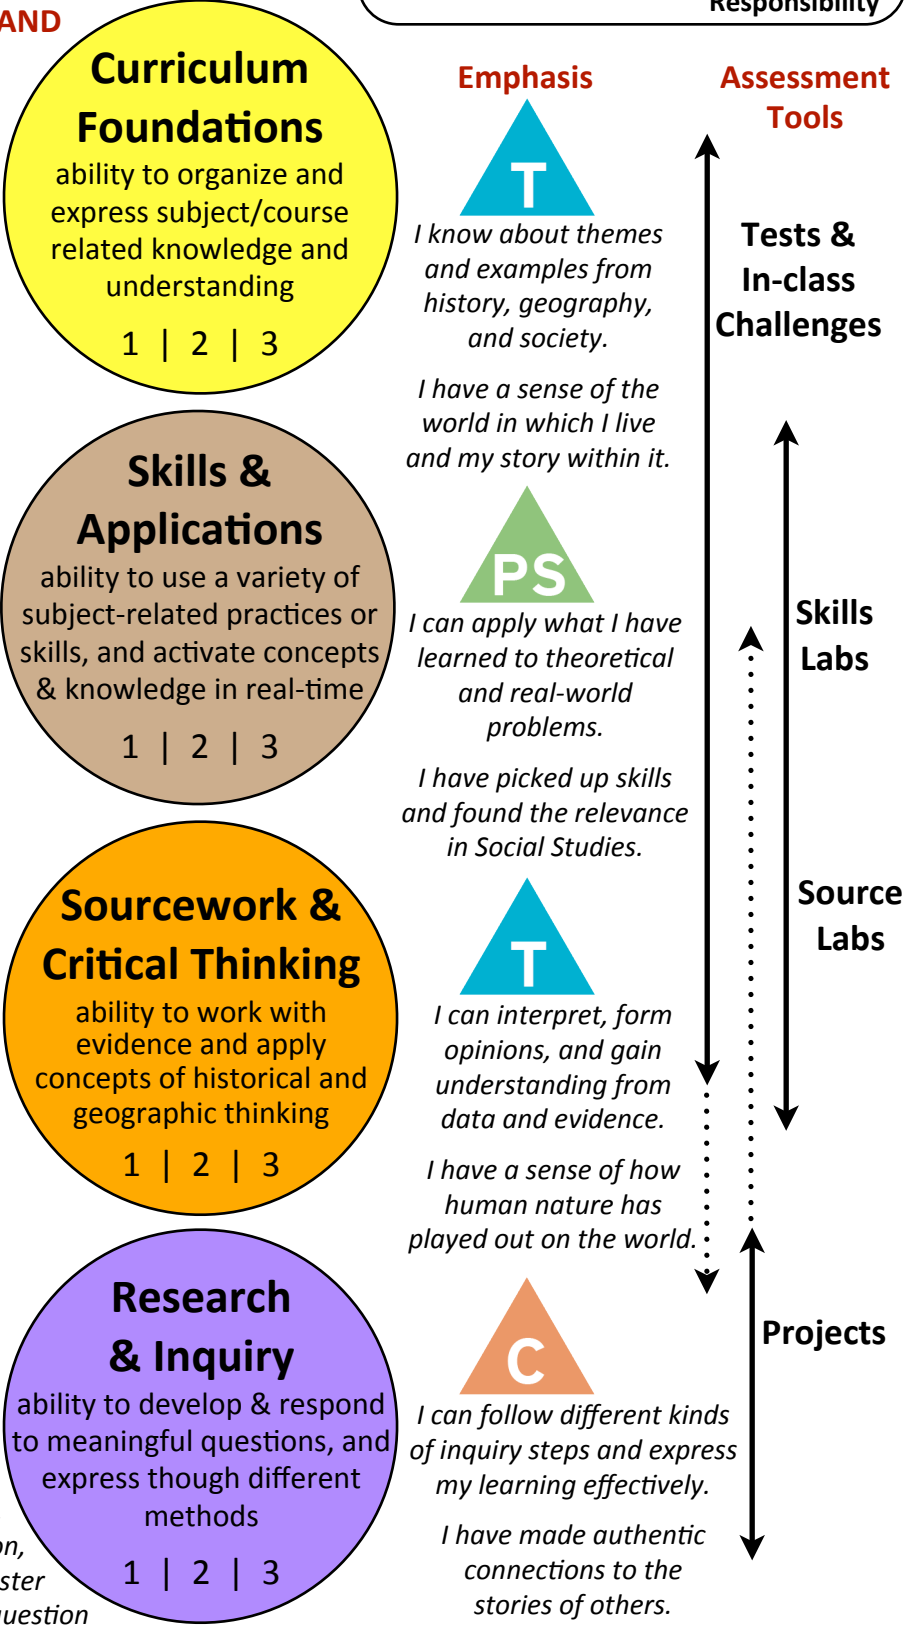 AND
Responsibility
Curriculum
Foundations
ability to organize and
express subject/course
related knowledge and
understanding
1 | 2 | 3
Skills &
Applications
ability to use a variety of
subject-related practices or
skills, and activate concepts
& knowledge in real-time
1 | 2 | 3
Sourcework &
Critical Thinking
ability to work with
evidence and apply
concepts of historical and
geographic thinking
1 | 2 | 3
Research
& Inquiry
ability to develop & respond
to meaningful questions, and
express though different
methods
1 | 2 | 3
Emphasis
T
I know about themes
and examples from
history, geography,
and society.
I have a sense of the
world in which I live
and my story within it.
PS
I can apply what I have
learned to theoretical
and real-world
problems.
I have picked up skills
and found the relevance
in Social Studies.
T
I can interpret, form
opinions, and gain
understanding from
data and evidence.
I have a sense of how
human nature has
played out on the world.
C
I can follow different kinds
of inquiry steps and express
my learning effectively.
I have made authentic
connections to the
stories of others.
Assessment
Tools
Tests &
In-class
Challenges
Skills
Labs
Source
Labs
Projects